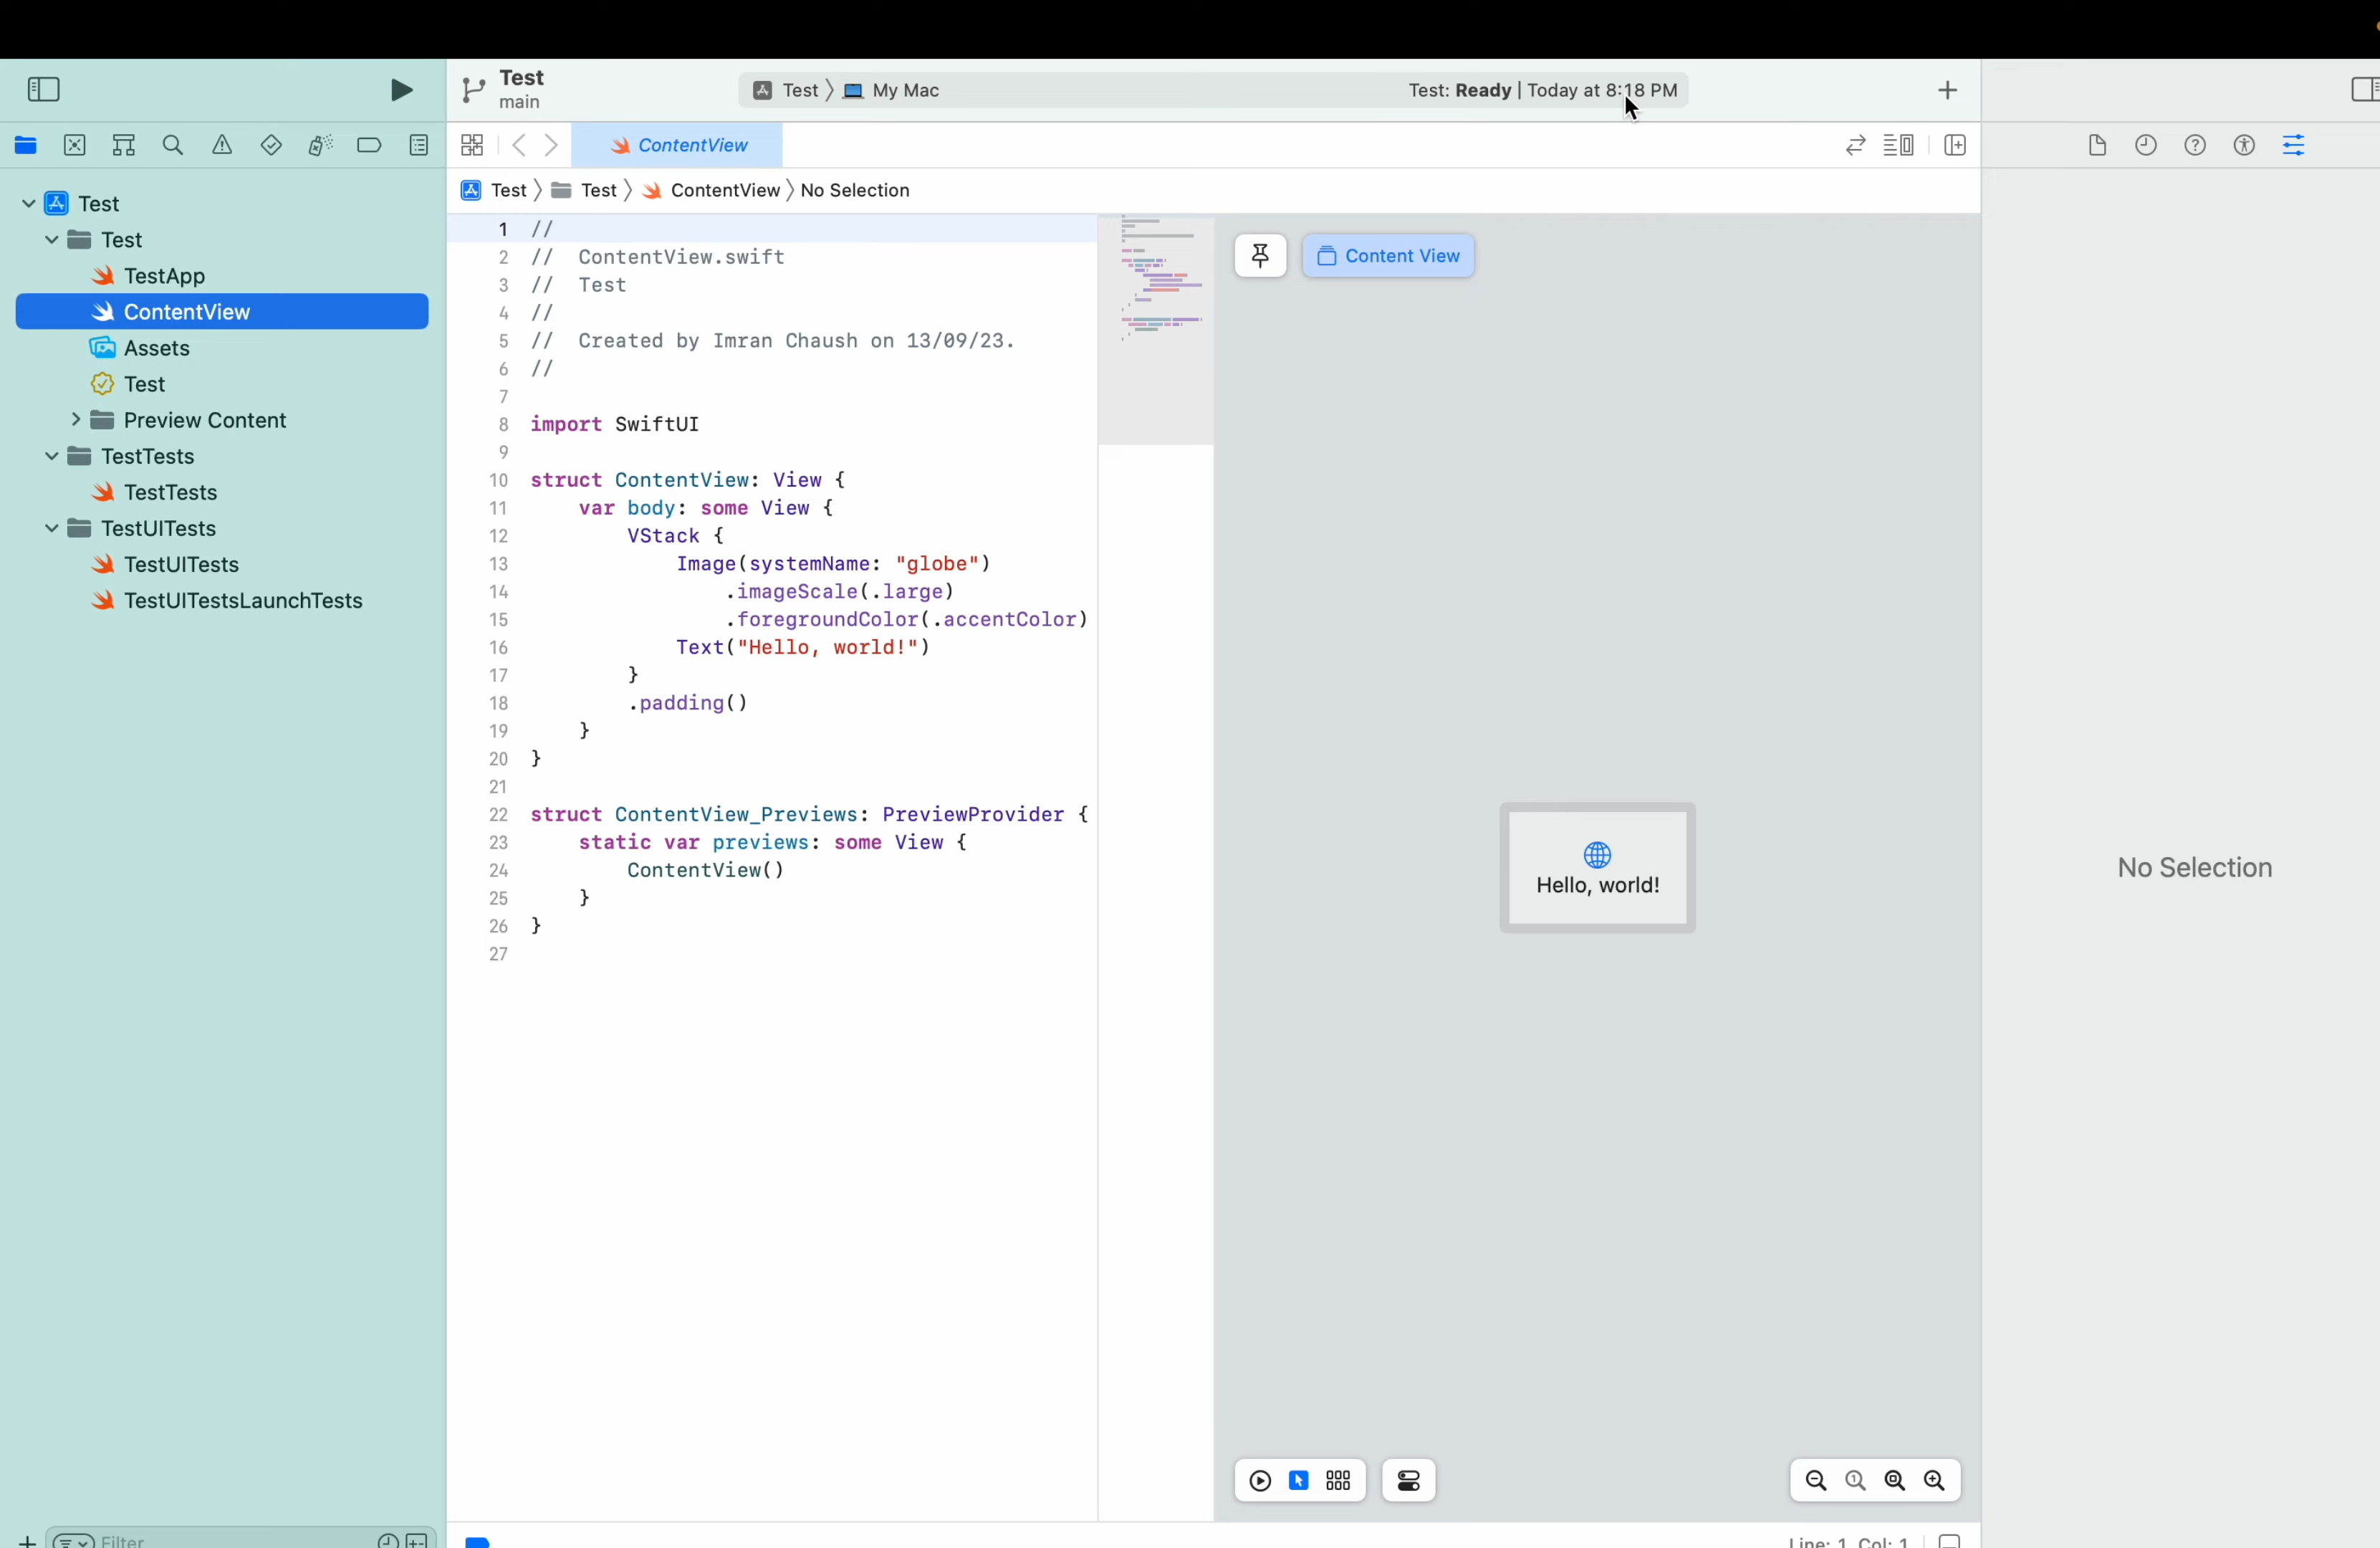 Test
main
Test
My Mac
Test: Ready | Today at 8:18 PM
ContentView
Test
Test
ContentView
No Selection
Test
Test
TestApp
ContentView
Assets
Test
Preview Content
TestTests
TestTests
TestUITests
TestUITests
TestUITestsLaunchTests
Filter
1 //
2 //  ContentView.swift
3 //  Test
4 //
5 //  Created by Imran Chaush on 13/09/23.
6 //
7
8 import SwiftUI
9
10 struct ContentView: View {
11     var body: some View {
12         VStack {
13             Image(systemName: "globe")
14                 .imageScale(.large)
15                 .foregroundColor(.accentColor)
16             Text("Hello, world!")
17         }
18         .padding()
19     }
20 }
21
22 struct ContentView_Previews: PreviewProvider {
23     static var previews: some View {
24         ContentView()
25     }
26 }
27
Content View
Hello, world!
No Selection
Line: 1 Col: 1